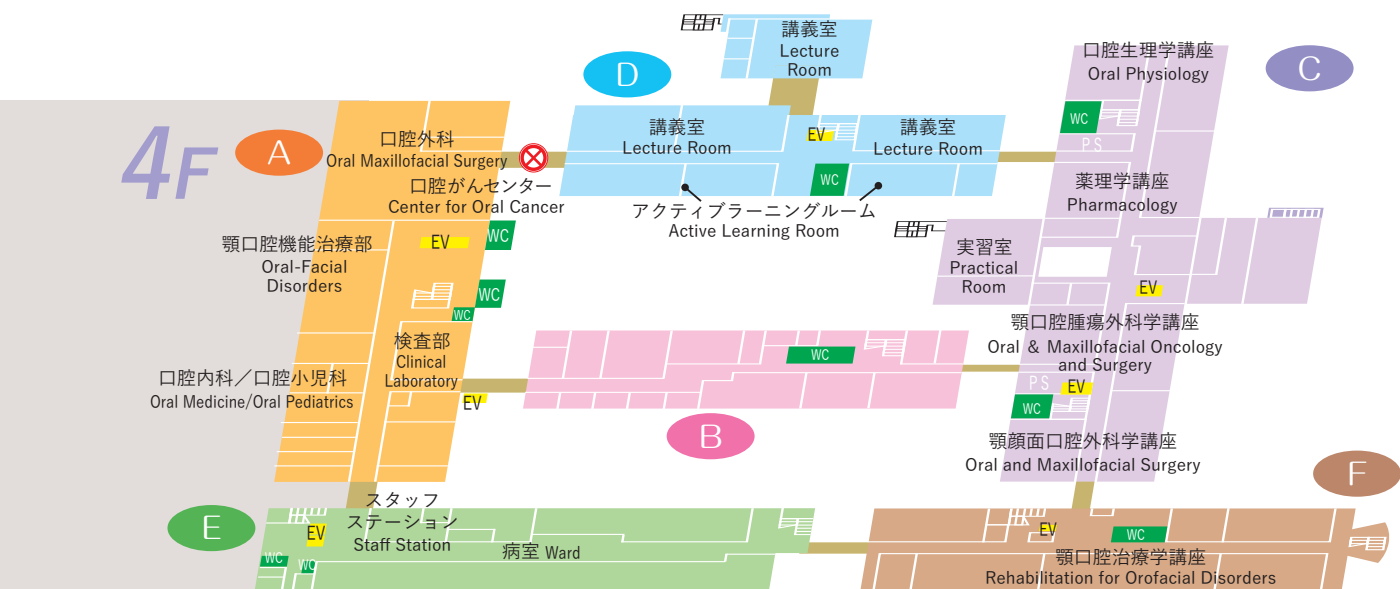 4F
A
口腔外科
Oral Maxillofacial Surgery
口腔がんセンター
Center for Oral Cancer
顎口腔機能治療部
Oral-Facial
Disorders
EV
WC
WC
WC
検査部
Clinical
Laboratory
口腔内科／口腔小児科
Oral Medicine/Oral Pediatrics
EV
D
講義室
Lecture
Room
講義室
Lecture Room
EV
講義室
Lecture Room
WC
アクティブラーニングルーム
Active Learning Room
C
口腔生理学講座
Oral Physiology
WC
PS
薬理学講座
Pharmacology
実習室
Practical
Room
EV
顎口腔腫瘍外科学講座
Oral & Maxillofacial Oncology
and Surgery
PS
EV
WC
顎顔面口腔外科学講座
Oral and Maxillofacial Surgery
WC
B
E
スタッフ
ステーション
Staff Station
EV
WC
WC
病室 Ward
F
EV
WC
顎口腔治療学講座
Rehabilitation for Orofacial Disorders